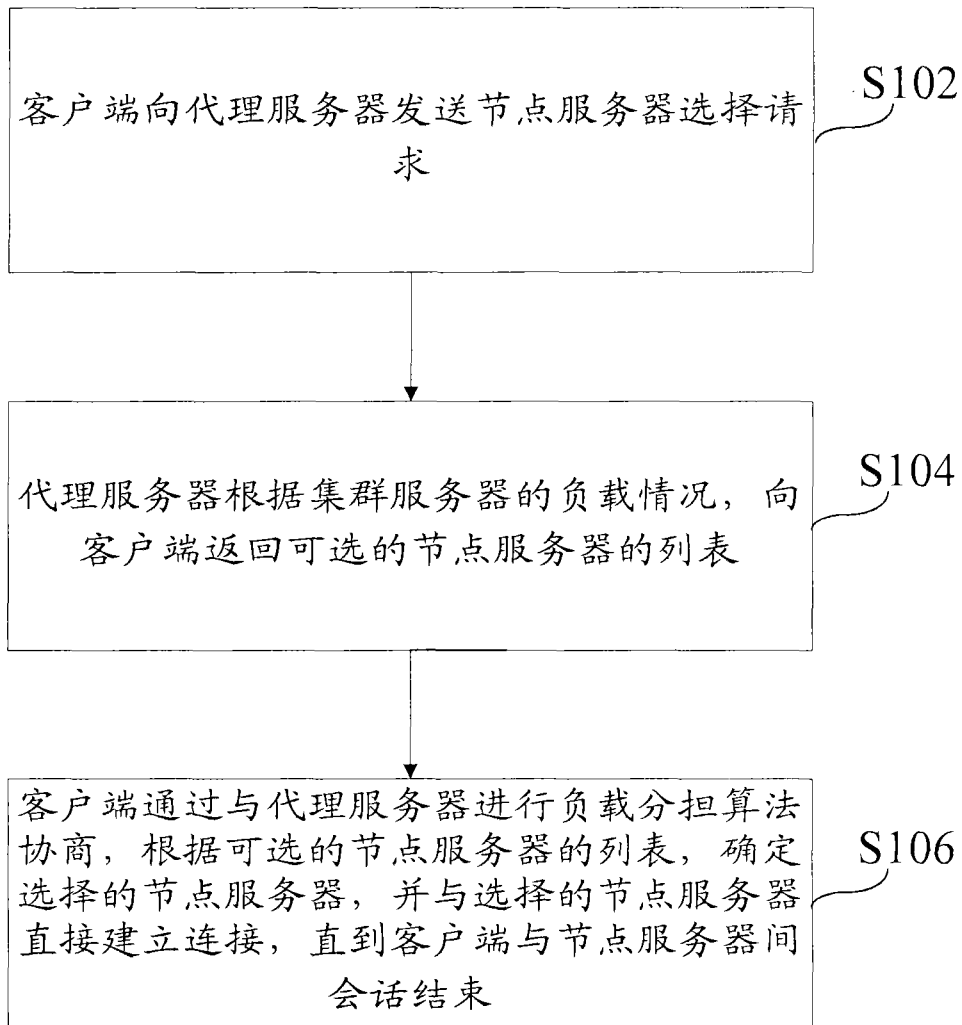 客户端向代理服务器发送节点服务器选择请
求
S102
代理服务器根据集群服务器的负载情况，向
客户端返回可选的节点服务器的列表
S104
客户端通过与代理服务器进行负载分担算法
协商，根据可选的节点服务器的列表，确定
选择的节点服务器，并与选择的节点服务器
直接建立连接，直到客户端与节点服务器间
会话结束
S106